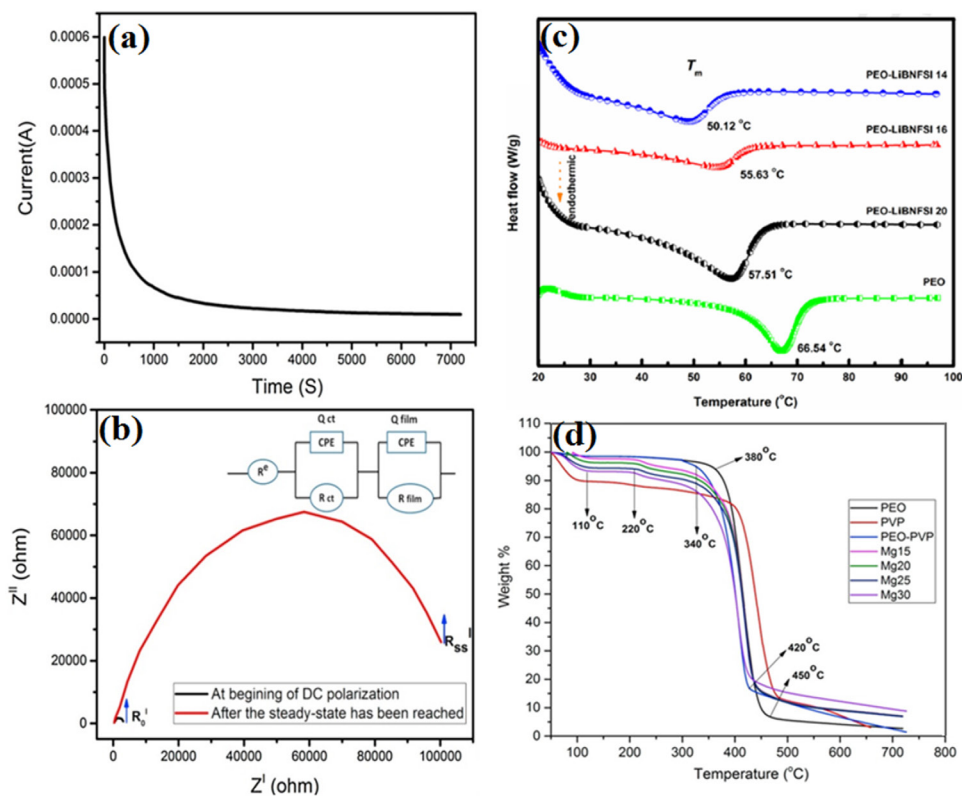 (a)
0.0006
0.0005
0.0004
0.0003
0.0002
0.0001
0.0000
Current(A)
0 1000 2000 3000 4000 5000 6000 7000
Time (S)
(c)
Tm
PEO-LiBNFSI 14
50.12 °C
PEO-LiBNFSI 16
55.63 °C
endothermic
PEO-LiBNFSI 20
57.51 °C
PEO
66.54 °C
Heat flow (W/g)
20 30 40 50 60 70 80 90 100
Temperature (°C)
(b)
100000
80000
60000
40000
20000
0
Z^II (ohm)
Q ct
Q film
CPE
CPE
R^e
R ct
R film
R_0^I
R_SS^I
At begining of DC polarization
After the steady-state has been reached
0 20000 40000 60000 80000 100000
Z^I (ohm)
(d)
110
100
90
80
70
60
50
40
30
20
10
0
Weight %
380°C
110°C
220°C
340°C
420°C
450°C
PEO
PVP
PEO-PVP
Mg15
Mg20
Mg25
Mg30
100 200 300 400 500 600 700 800
Temperature (°C)